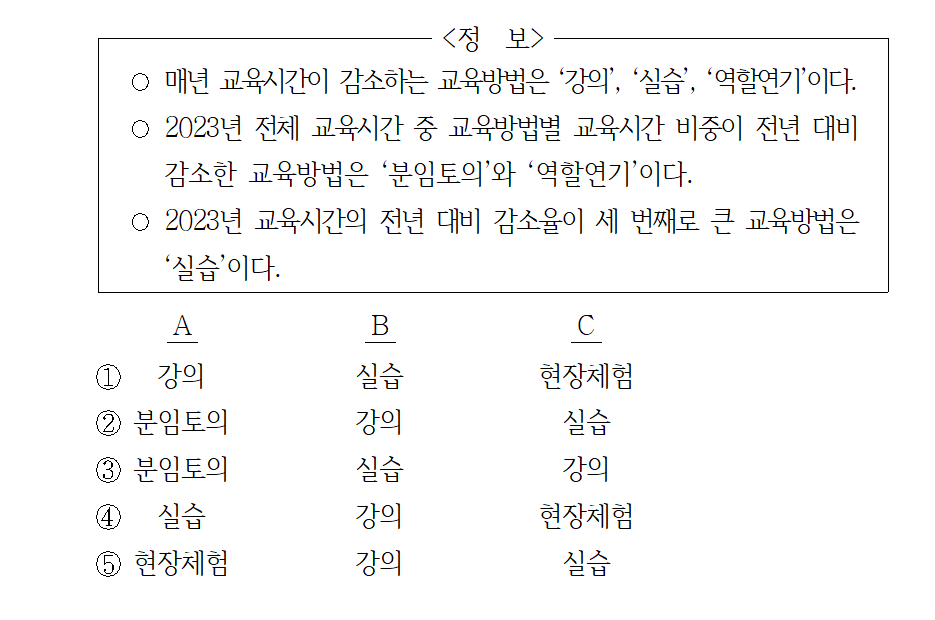 <정 보>
○ 매년 교육시간이 감소하는 교육방법은 ‘강의’, ‘실습’, ‘역할연기’이다.
○ 2023년 전체 교육시간 중 교육방법별 교육시간 비중이 전년 대비
감소한 교육방법은 ‘분임토의’와 ‘역할연기’이다.
○ 2023년 교육시간의 전년 대비 감소율이 세 번째로 큰 교육방법은
‘실습’이다.
A B C
① 강의 실습 현장체험
② 분임토의 강의 실습
③ 분임토의 실습 강의
④ 실습 강의 현장체험
⑤ 현장체험 강의 실습